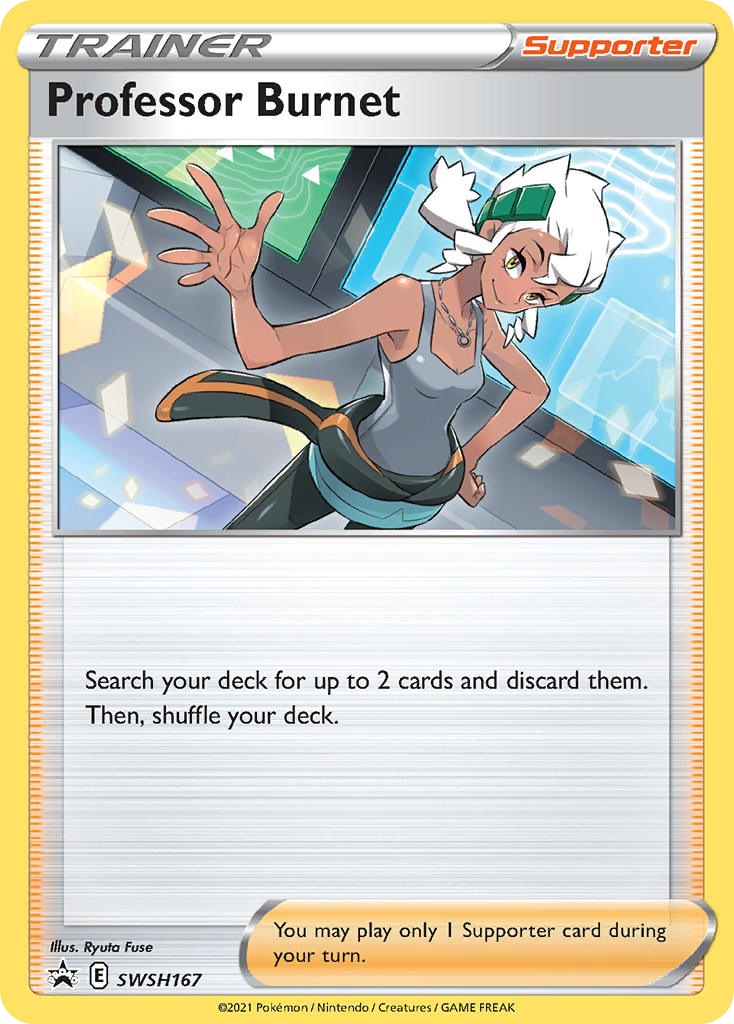 TRAINER
Supporter
Professor Burnet
Search your deck for up to 2 cards and discard them.
Then, shuffle your deck.
You may play only 1 Supporter card during
your turn.
Illus. Ryuta Fuse
E SWSH167
©2021 Pokémon / Nintendo / Creatures / GAME FREAK